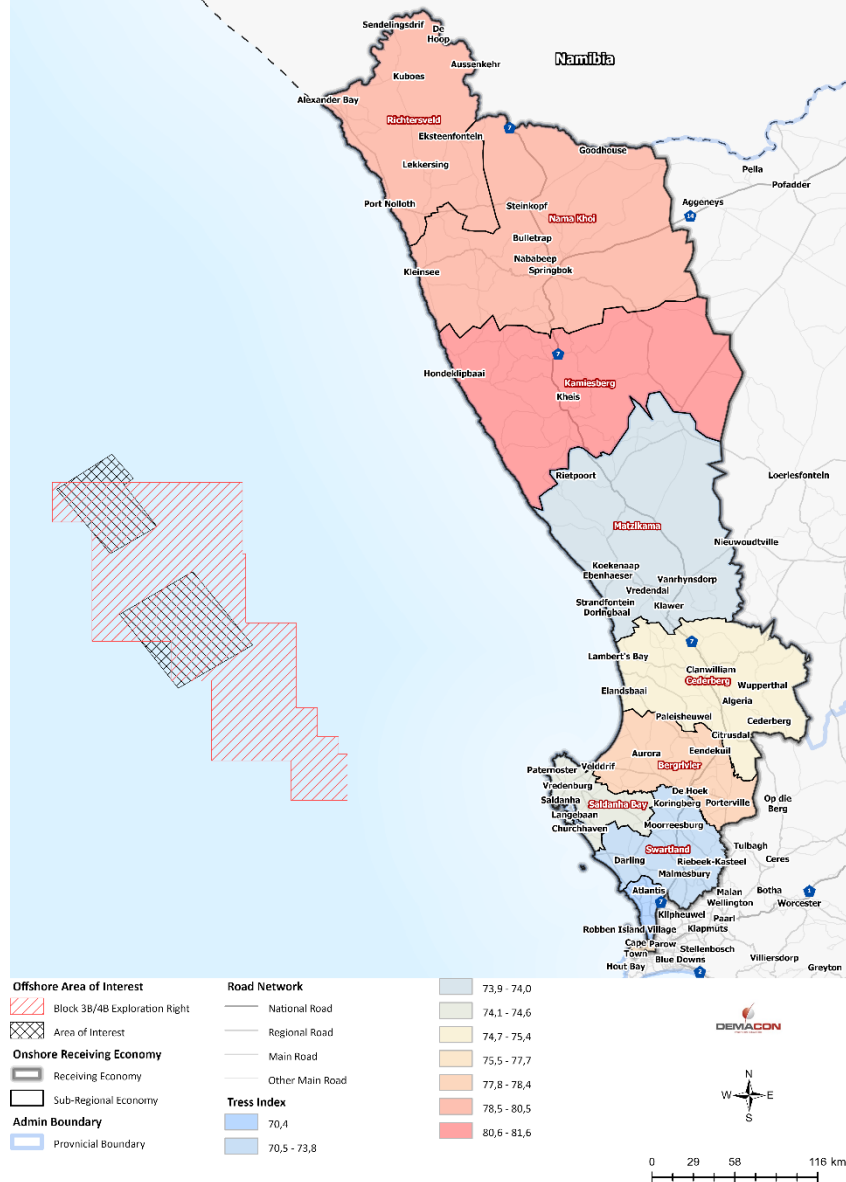 Sendelingsdrif
De
Hoop
Aussenkehr
Namibia
Kuboes
Alexander Bay
Richtersveld
7
Eksteenfontein
Goodhouse
Lekkersing
Pella
Pofadder
Port Nolloth
Steinkopf
Aggeneys
Nama Khoi
14
Bulletrap
Nababeep
Kleinsee
Springbok
7
Hondeklipbaai
Kamiesberg
Kheis
Rietpoort
Loeriesfontein
Matzikama
Nieuwoudtville
Koekenaap
Ebenhaeser
Vanrhynsdorp
Vredendal
Strandfontein
Klawer
Doringbaal
7
Lambert's Bay
Clanwilliam
Cederberg
Wupperthal
Elandsbaai
Algeria
Paleisheuwel
Cederberg
Citrusdal
Aurora
Eendekuil
Velddrif
Bergrivier
Paternoster
Vredenburg
De Hoek
Saldanha
Saldanha Bay
Koringberg
Porterville
Op die
Berg
Langebaan
Churchhaven
Moorreesburg
Tulbagh
Swartland
Darling
Riebeek-Kasteel
Ceres
Malmesbury
Atlantis
Malan
Botha
1
7
Wellington
Worcester
Klipheuwel
Paarl
Robben Island Village
Klapmuts
Cape
Town
Parow
Stellenbosch
Blue Downs
Villiersdorp
Hout Bay
2
Greyton
Offshore Area of Interest
Block 3B/4B Exploration Right
Area of Interest
Onshore Receiving Economy
Receiving Economy
Sub-Regional Economy
Admin Boundary
Provnicial Boundary
Road Network
National Road
Regional Road
Main Road
Other Main Road
Tress Index
70,4
70,5 - 73,8
73,9 - 74,0
74,1 - 74,6
74,7 - 75,4
75,5 - 77,7
77,8 - 78,4
78,5 - 80,5
80,6 - 81,6
DEMACON
N
W E
S
0 29 58 116 km